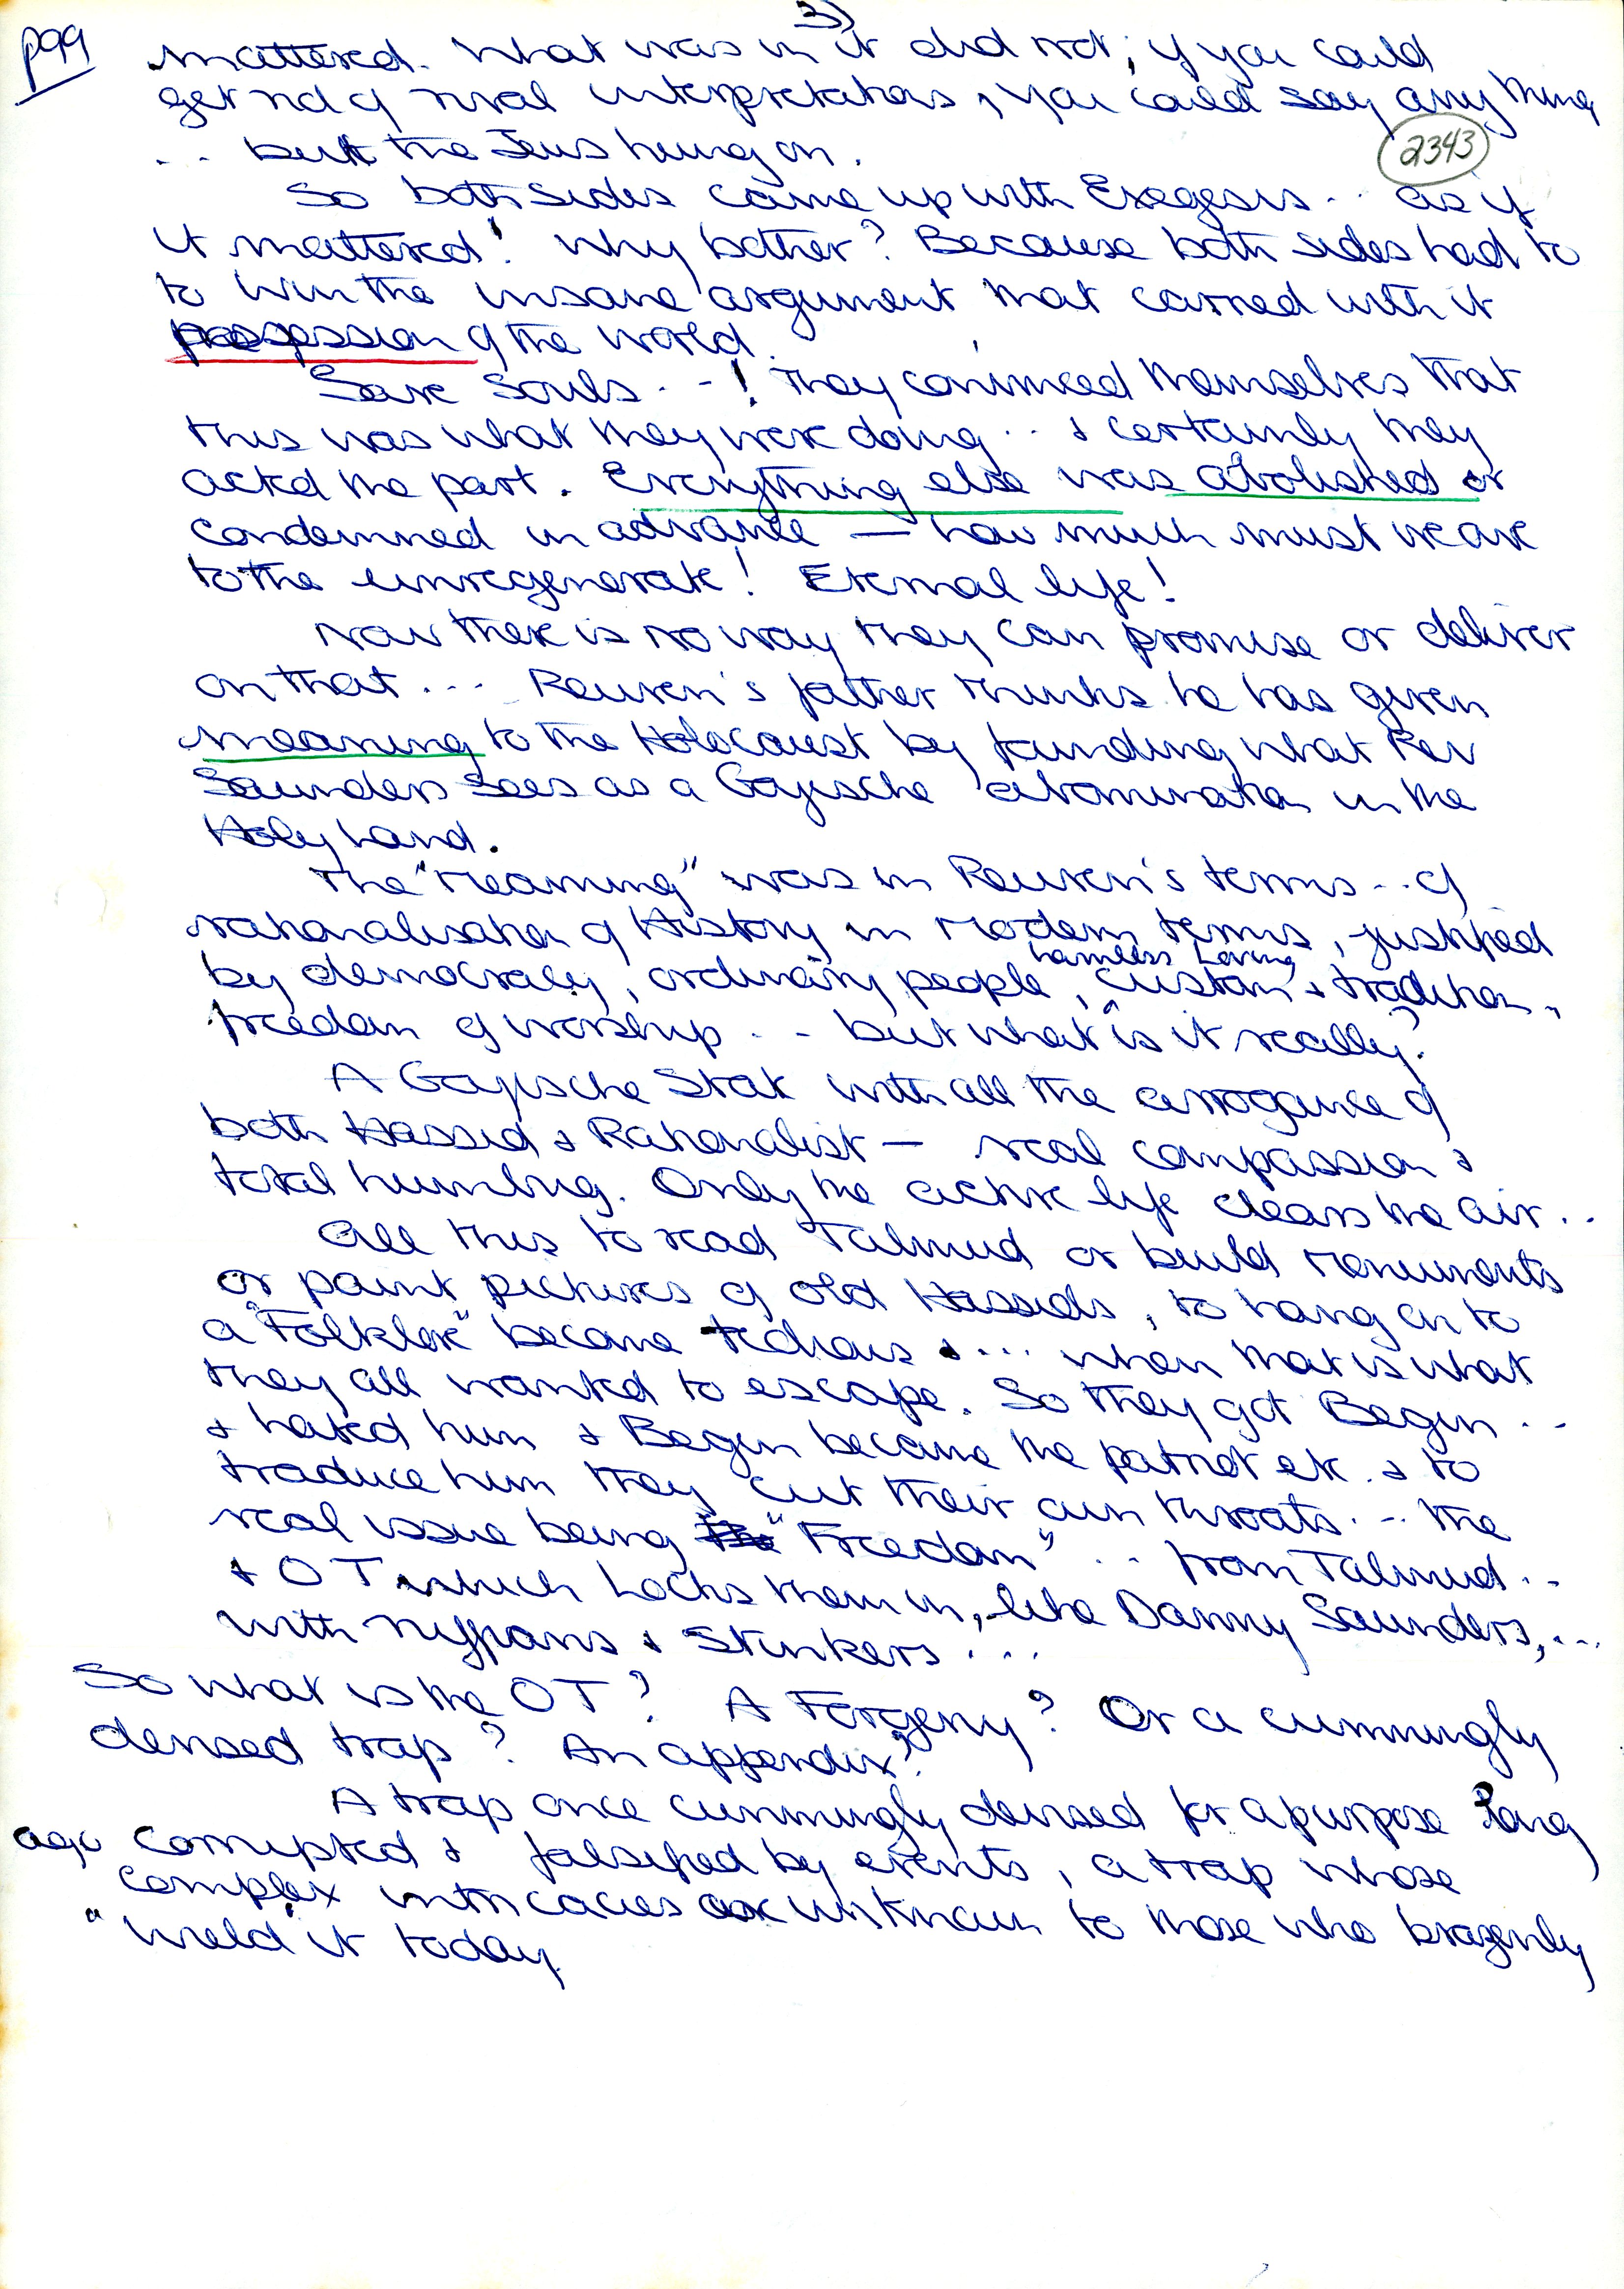 3)
p99
mattered. What was in it did not; if you could
get rid of rival interpretations, you could say anything
... but the Jews hung on.
2343
So both sides came up with Exegesis.. as if
it mattered! Why bother? Because both sides had to
to win the insane argument that carried with it
possession of the world.
Save Souls..-! They convinced themselves that
this was what they were doing... & certainly they
acted the part. Everything else was abolished or
condemned in advance — how much must we are
to the unregenerate! Eternal life!
Now there is no way they can promise or deliver
on that... Reuven's father thinks he has given
meaning to the Holocaust by funding what Rev
Saunders sees as a Goyische abomination in the
Holy Land.
The "Meaning" was in Reuven's terms.. of
rationalisation of History in Modern terms, justified
by democracy, ordinary people, harmless Loving custom & tradition,
freedom of worship.. - but what is it really?
A Goyische State with all the arrogance of
both Hassid & Rationalist — real compassion &
total humbug. Only the active life clears the air..
All this to read Talmud or build monuments
or paint pictures of old Hassids, to hang on to
a "Folklore" became tedious & ... when that is what
they all wanted to escape. So they got Begin..
& hated him & Begin became the patriot etc. & to
traduce him they cut their own throats. .- the
real issue being "Freedom" .. from Talmud..
& OT which locks them in, like Danny Saunders,...
with & Stinkers ...
So what is the OT? A Forgery? Or a cunningly
devised trap? An appendix?
A trap once cunningly devised for a purpose long
ago corrupted & falsified by events, a trap whose
complex intricacies are unknown to those who brazenly
"wield" it today.